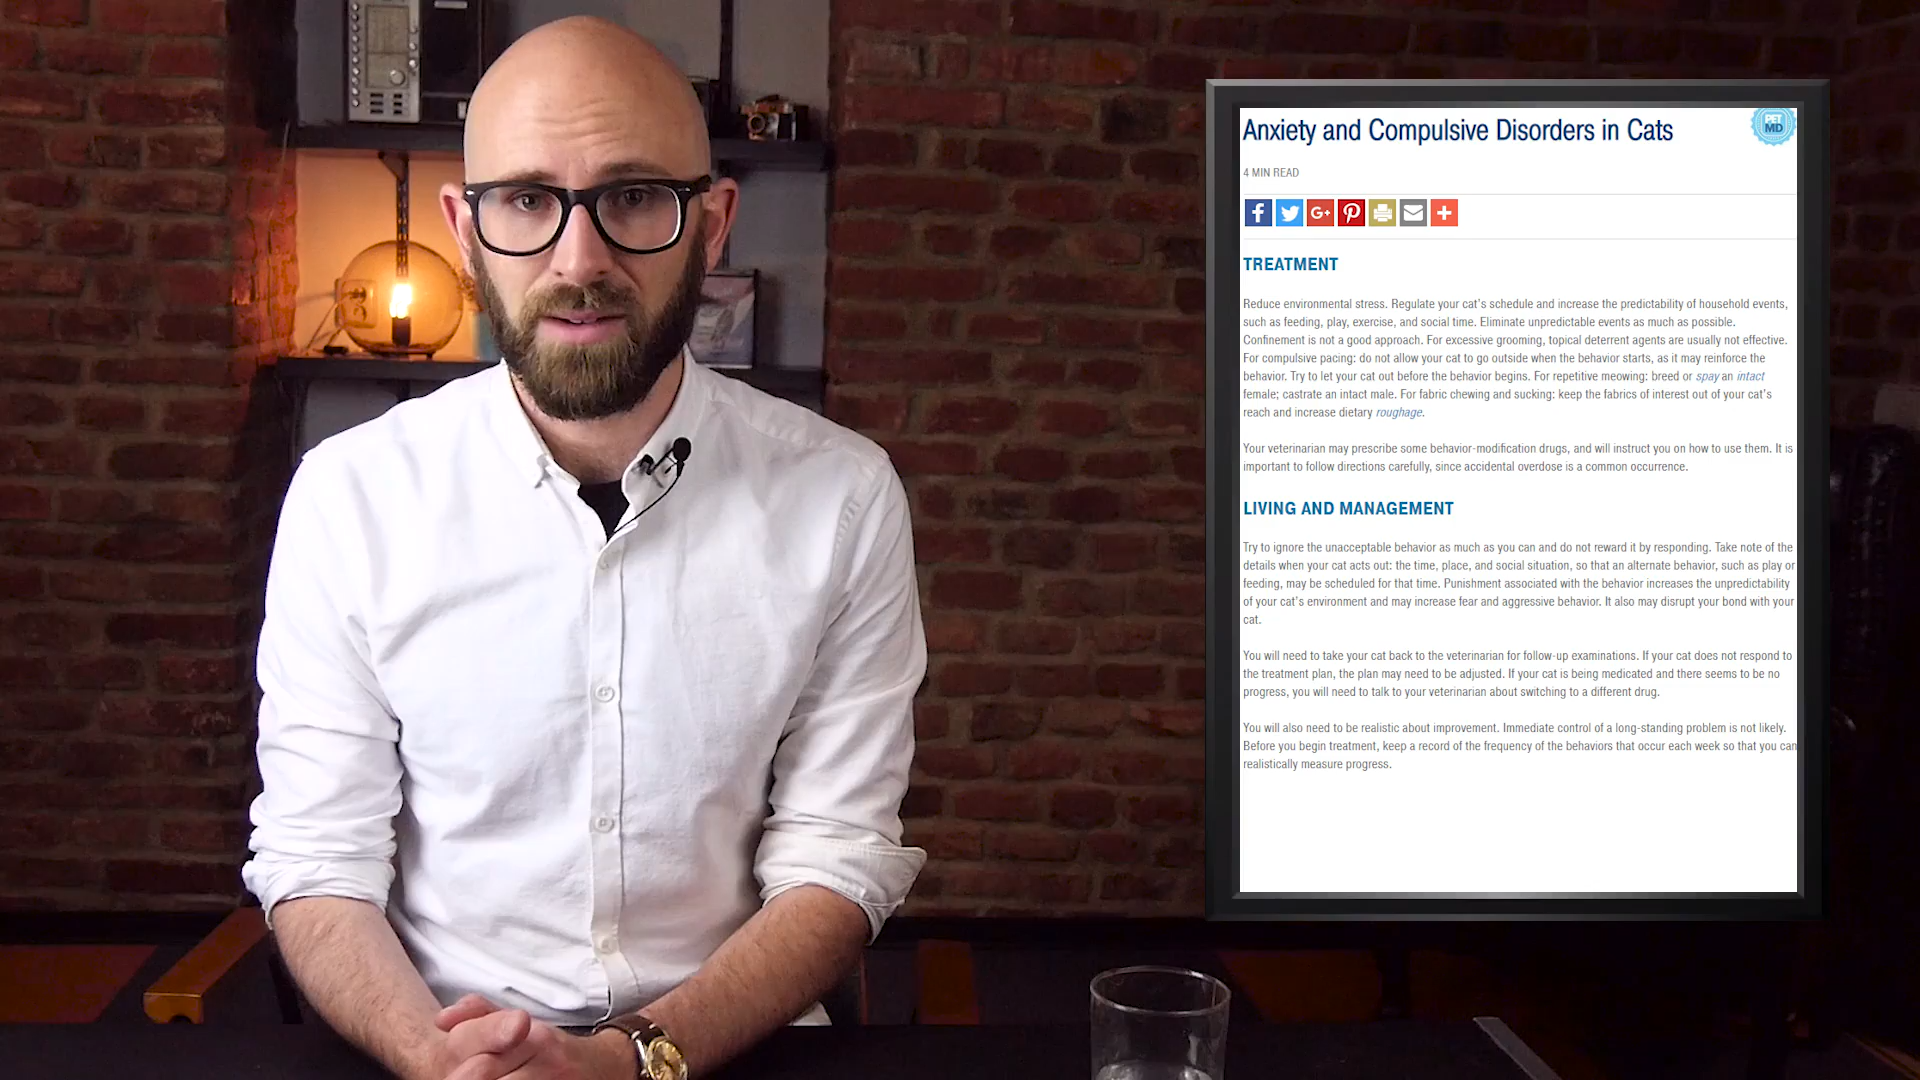 Anxiety and Compulsive Disorders in Cats
PET
MD
4 MIN READ
G+
TREATMENT
Reduce environmental stress. Regulate your cat's schedule and increase the predictability of household events,
such as feeding, play, exercise, and social time. Eliminate unpredictable events as much as possible.
Confinement is not a good approach. For excessive grooming, topical deterrent agents are usually not effective.
For compulsive pacing: do not allow your cat to go outside when the behavior starts, as it may reinforce the
behavior. Try to let your cat out before the behavior begins. For repetitive meowing: breed or spay an intact
female; castrate an intact male. For fabric chewing and sucking: keep the fabrics of interest out of your cat's
reach and increase dietary roughage.
Your veterinarian may prescribe some behavior-modification drugs, and will instruct you on how to use them. It is
important to follow directions carefully, since accidental overdose is a common occurrence.
LIVING AND MANAGEMENT
Try to ignore the unacceptable behavior as much as you can and do not reward it by responding. Take note of the
details when your cat acts out: the time, place, and social situation, so that an alternate behavior, such as play or
feeding, may be scheduled for that time. Punishment associated with the behavior increases the unpredictability
of your cat's environment and may increase fear and aggressive behavior. It also may disrupt your bond with your
cat.
You will need to take your cat back to the veterinarian for follow-up examinations. If your cat does not respond to
the treatment plan, the plan may need to be adjusted. If your cat is being medicated and there seems to be no
progress, you will need to talk to your veterinarian about switching to a different drug.
You will also need to be realistic about improvement. Immediate control of a long-standing problem is not likely.
Before you begin treatment, keep a record of the frequency of the behaviors that occur each week so that you can
realistically measure progress.